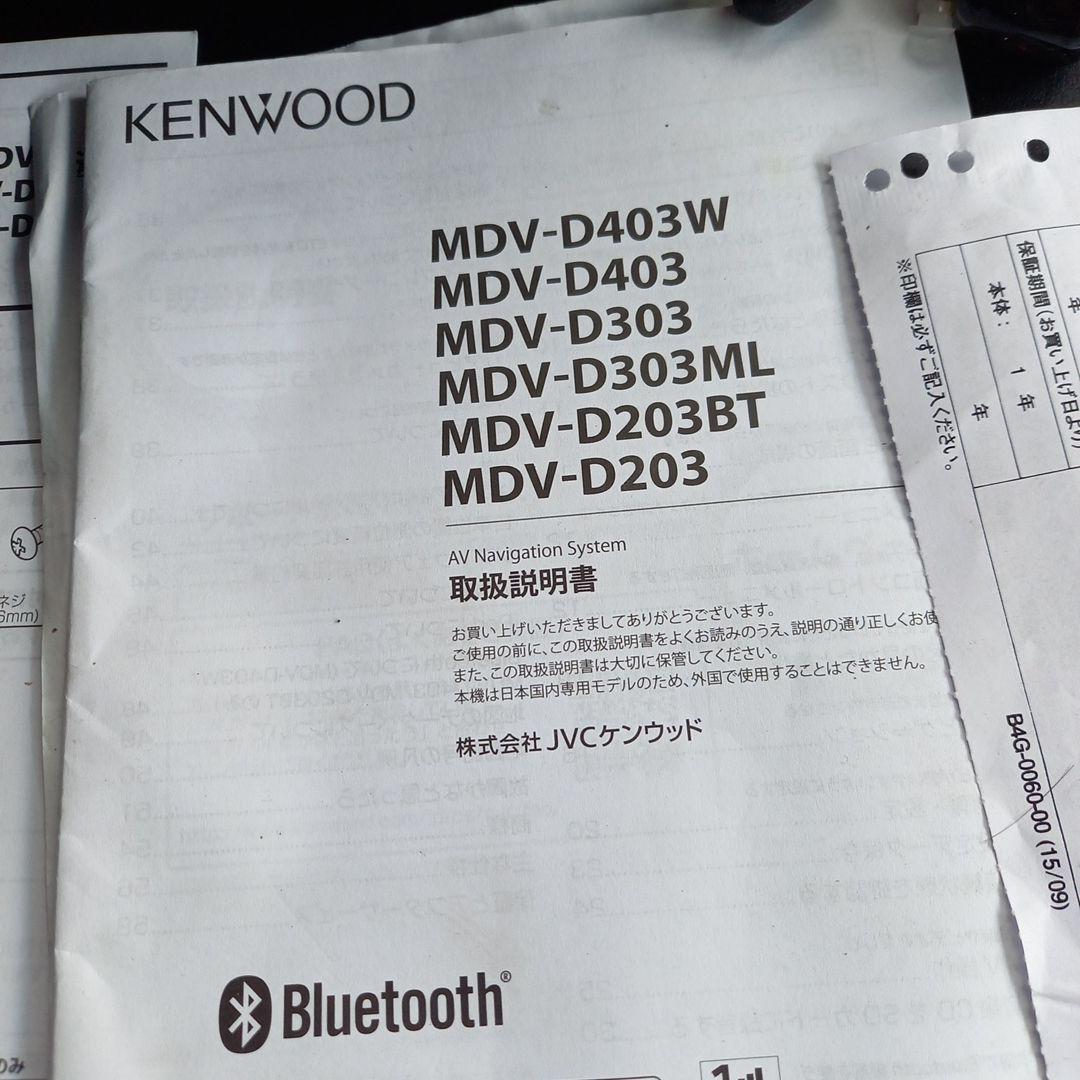 KENWOOD
MDV-D403W
MDV-D403
MDV-D303
MDV-D303ML
MDV-D203BT
MDV-D203
AV Navigation System
取扱説明書
お買い上げいただきましてありがとうございます。
ご使用の前に、この取扱説明書をよくお読みのうえ、説明の通り正しくお使
また、この取扱説明書は大切に保管してください。
本機は日本国内専用モデルのため、外国で使用することはできません。
株式会社 JVCケンウッド
Bluetooth®
年
保証期間(お買い上げ日より)
本体: 1 年
年
※印欄は必ずご記入ください。
B4G-0060-00 (15/09)
DV
-D
-D
ネジ
6mm)
のみ